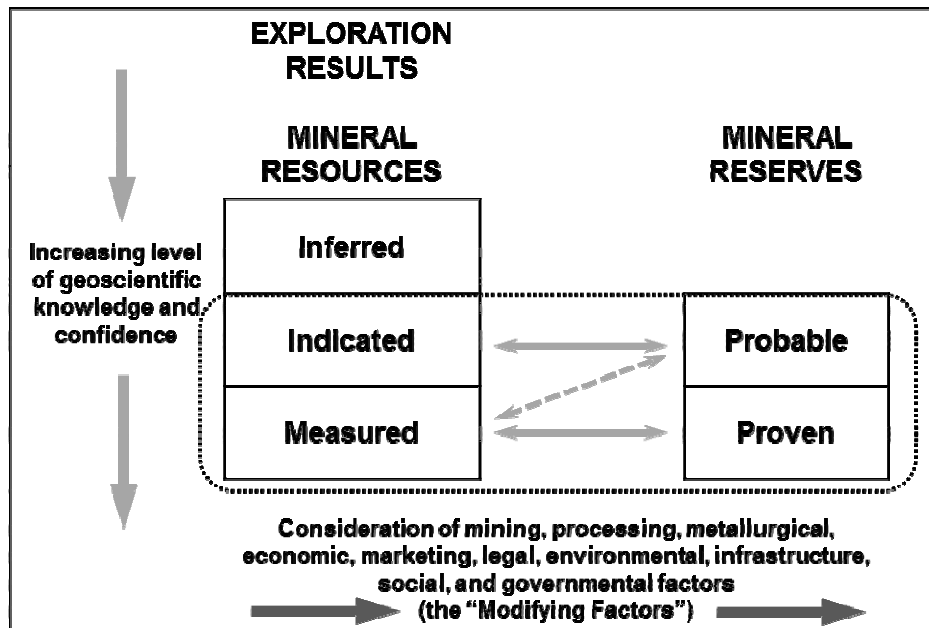 EXPLORATION
RESULTS
MINERAL
RESOURCES
MINERAL
RESERVES
Inferred
Increasing level
of geoscientific
knowledge and
confidence
Indicated
Probable
Measured
Proven
Consideration of mining, processing, metallurgical,
economic, marketing, legal, environmental, infrastructure,
social, and governmental factors
(the “Modifying Factors”)